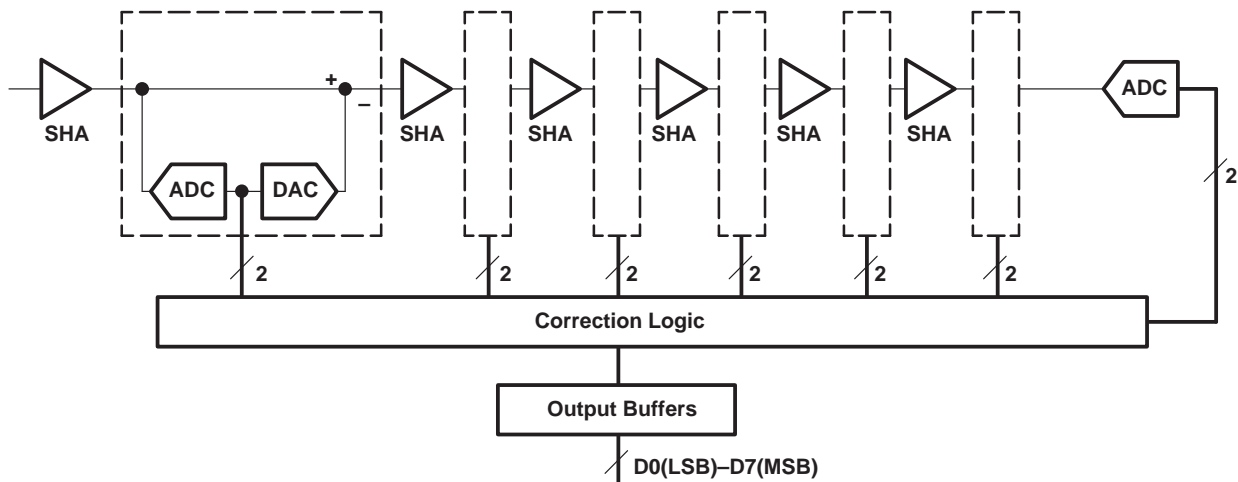 +
–
ADC
SHA SHA SHA SHA SHA SHA
ADC DAC
2
2 2 2 2 2 2
Correction Logic
Output Buffers
D0(LSB)–D7(MSB)